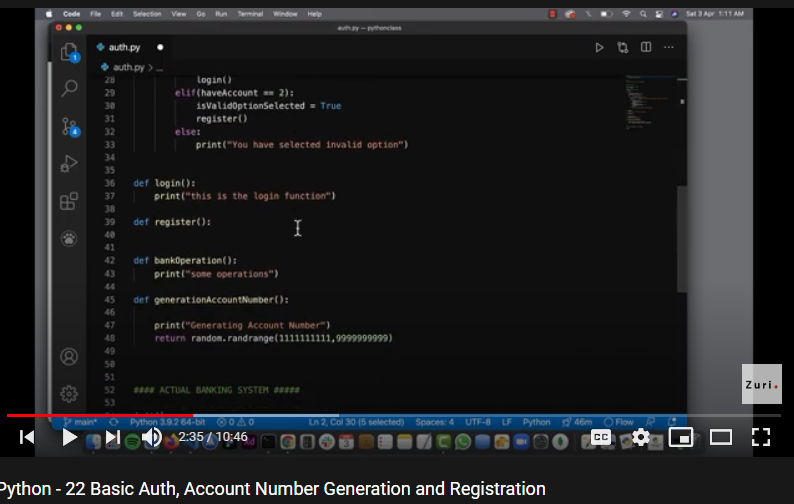 Code File Edit Selection View Go Run Terminal Window Help Sat 3 Apr 1:11 AM
auth.py — pythonclass
auth.py
auth.py > ...
28 login()
29 elif(haveAccount == 2):
30 isValidOptionSelected = True
31 register()
32 else:
33 print("You have selected invalid option")
34
35
36 def login():
37 print("this is the login function")
38
39 def register():
40
41
42 def bankOperation():
43 print("some operations")
44
45 def generationAccountNumber():
46
47 print("Generating Account Number")
48 return random.randrange(1111111111,9999999999)
49
50
51
52 #### ACTUAL BANKING SYSTEM #####
53
Zuri.
main* Python 3.9.2 64-bit 0 0 Ln 2, Col 30 (5 selected) Spaces: 4 UTF-8 LF Python 46m Flow
2:35 / 10:46 CC
Python - 22 Basic Auth, Account Number Generation and Registration